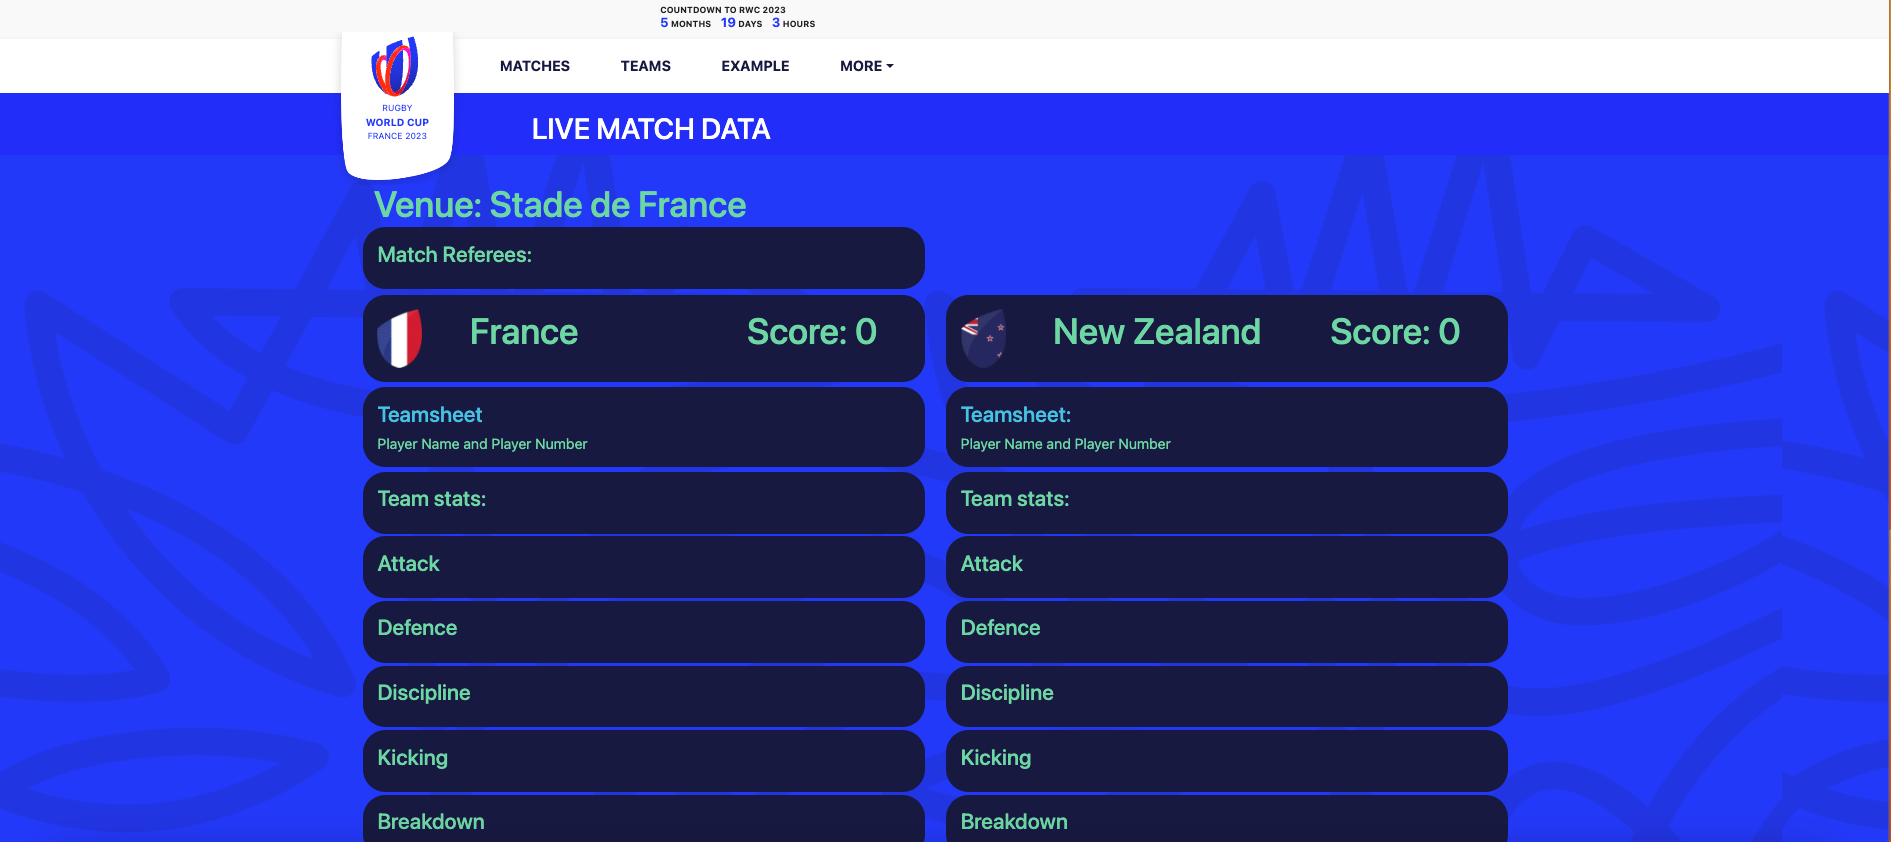 COUNTDOWN TO RWC 2023
5 MONTHS 19 DAYS 3 HOURS
MATCHES TEAMS EXAMPLE MORE
RUGBY
WORLD CUP
FRANCE 2023
LIVE MATCH DATA
Venue: Stade de France
Match Referees:
France Score: 0
New Zealand Score: 0
Teamsheet
Player Name and Player Number
Teamsheet:
Player Name and Player Number
Team stats:
Team stats:
Attack
Attack
Defence
Defence
Discipline
Discipline
Kicking
Kicking
Breakdown
Breakdown